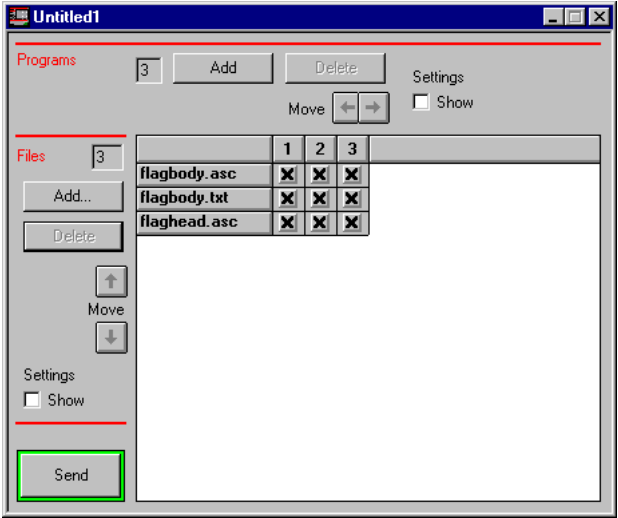 Untitled1
Programs 3 Add Delete Settings
Move Show
Files 3 1 2 3
flagbody.asc
Add... flagbody.txt
flaghead.asc
Delete
Move
Settings
Show
Send